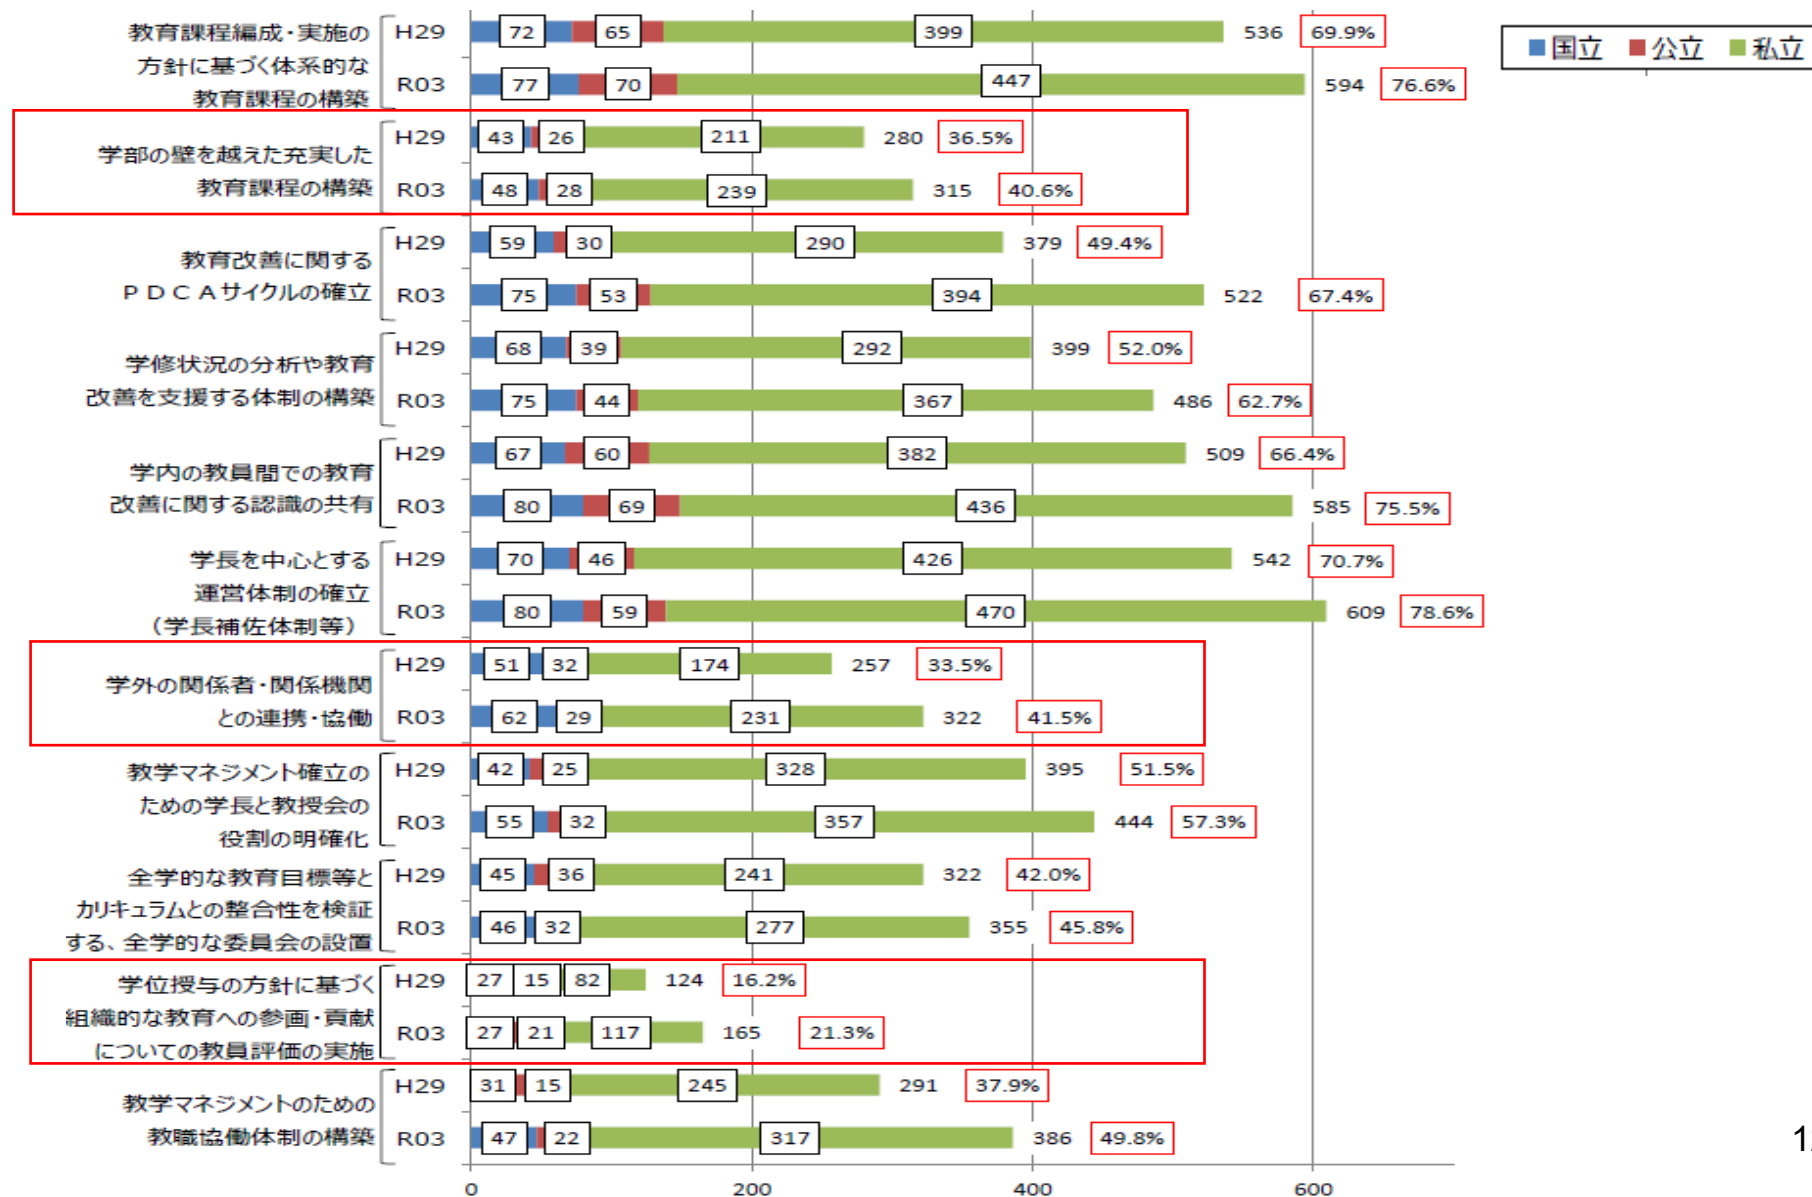 教育課程編成・実施の
方針に基づく体系的な
教育課程の構築
H29 72 65 399 536 69.9%
R03 77 70 447 594 76.6%
国立 公立 私立
学部の壁を越えた充実した
教育課程の構築
H29 43 26 211 280 36.5%
R03 48 28 239 315 40.6%
教育改善に関する
ＰＤＣＡサイクルの確立
H29 59 30 290 379 49.4%
R03 75 53 394 522 67.4%
学修状況の分析や教育
改善を支援する体制の構築
H29 68 39 292 399 52.0%
R03 75 44 367 486 62.7%
学内の教員間での教育
改善に関する認識の共有
H29 67 60 382 509 66.4%
R03 80 69 436 585 75.5%
学長を中心とする
運営体制の確立
（学長補佐体制等）
H29 70 46 426 542 70.7%
R03 80 59 470 609 78.6%
学外の関係者・関係機関
との連携・協働
H29 51 32 174 257 33.5%
R03 62 29 231 322 41.5%
教学マネジメント確立の
ための学長と教授会の
役割の明確化
H29 42 25 328 395 51.5%
R03 55 32 357 444 57.3%
全学的な教育目標等と
カリキュラムとの整合性を検証
する、全学的な委員会の設置
H29 45 36 241 322 42.0%
R03 46 32 277 355 45.8%
学位授与の方針に基づく
組織的な教育への参画・貢献
についての教員評価の実施
H29 27 15 82 124 16.2%
R03 27 21 117 165 21.3%
教学マネジメントのための
教職協働体制の構築
H29 31 15 245 291 37.9%
R03 47 22 317 386 49.8%
0 200 400 600